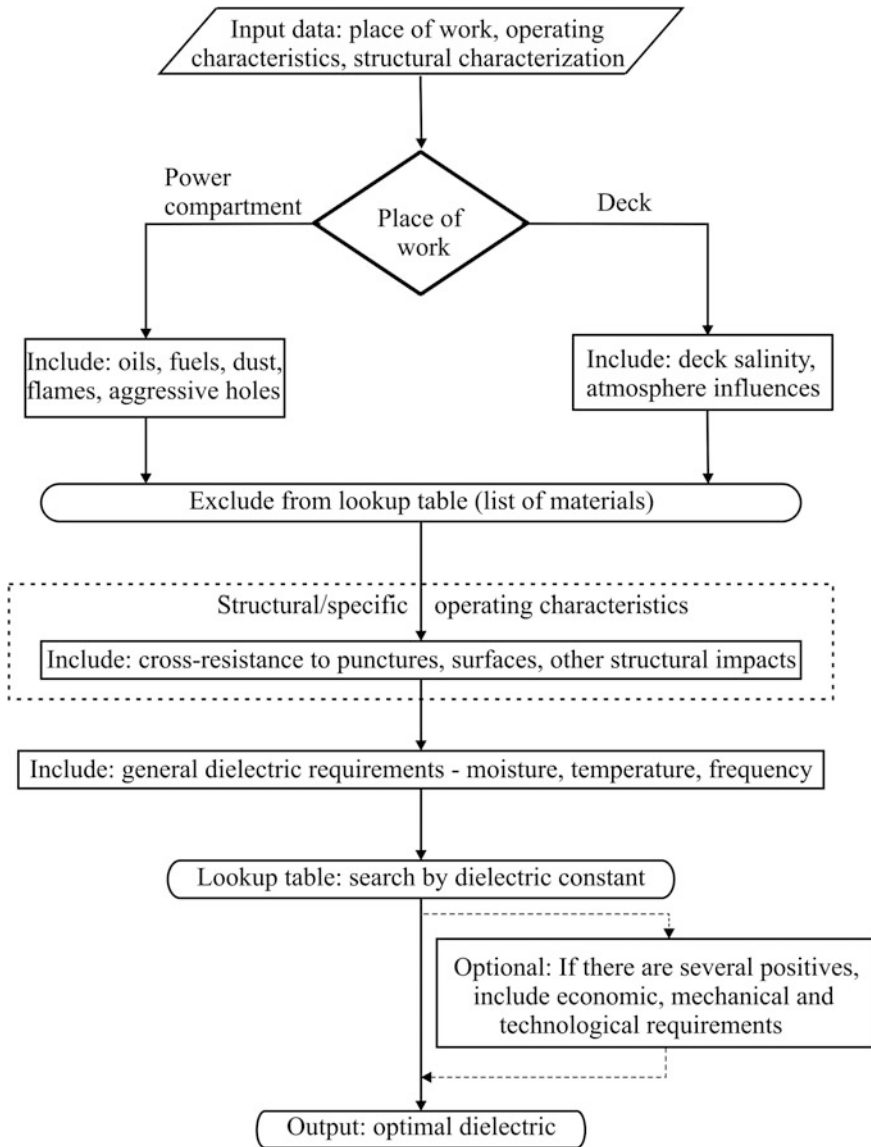 Input data: place of work, operating
characteristics, structural characterization
Power
compartment
Place of
work
Deck
Include: oils, fuels, dust,
flames, aggressive holes
Include: deck salinity,
atmosphere influences
Exclude from lookup table (list of materials)
Structural/specific operating characteristics
Include: cross-resistance to punctures, surfaces, other structural impacts
Include: general dielectric requirements - moisture, temperature, frequency
Lookup table: search by dielectric constant
Optional: If there are several positives,
include economic, mechanical and
technological requirements
Output: optimal dielectric